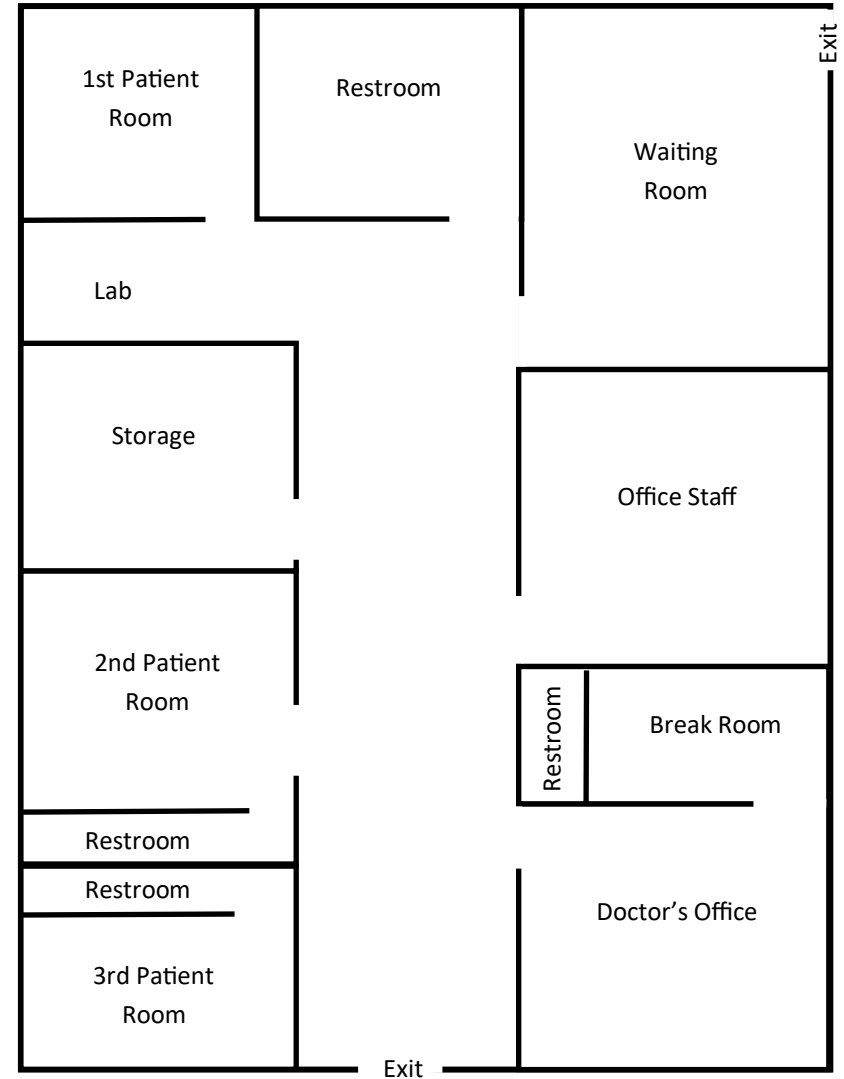 1st Patient
Room
Restroom
Exit
Waiting
Room
Lab
Storage
Office Staff
2nd Patient
Room
Restroom
Break Room
Restroom
Restroom
Doctor’s Office
3rd Patient
Room
Exit